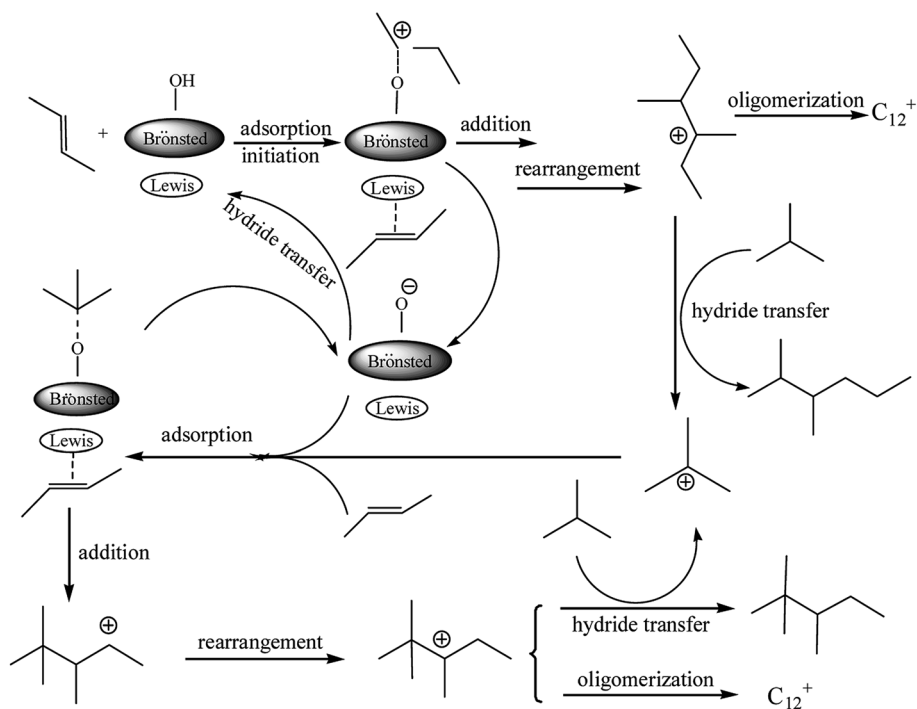 ⊕
OH
O
oligomerization
C12+
+
Brönsted
adsorption
initiation
Brönsted
addition
⊕
rearrangement
Lewis
Lewis
hydride transfer
⊖
O
hydride transfer
O
Brönsted
Brönsted
Lewis
Lewis
adsorption
⊕
addition
⊕
rearrangement
⊕
hydride transfer
oligomerization
C12+